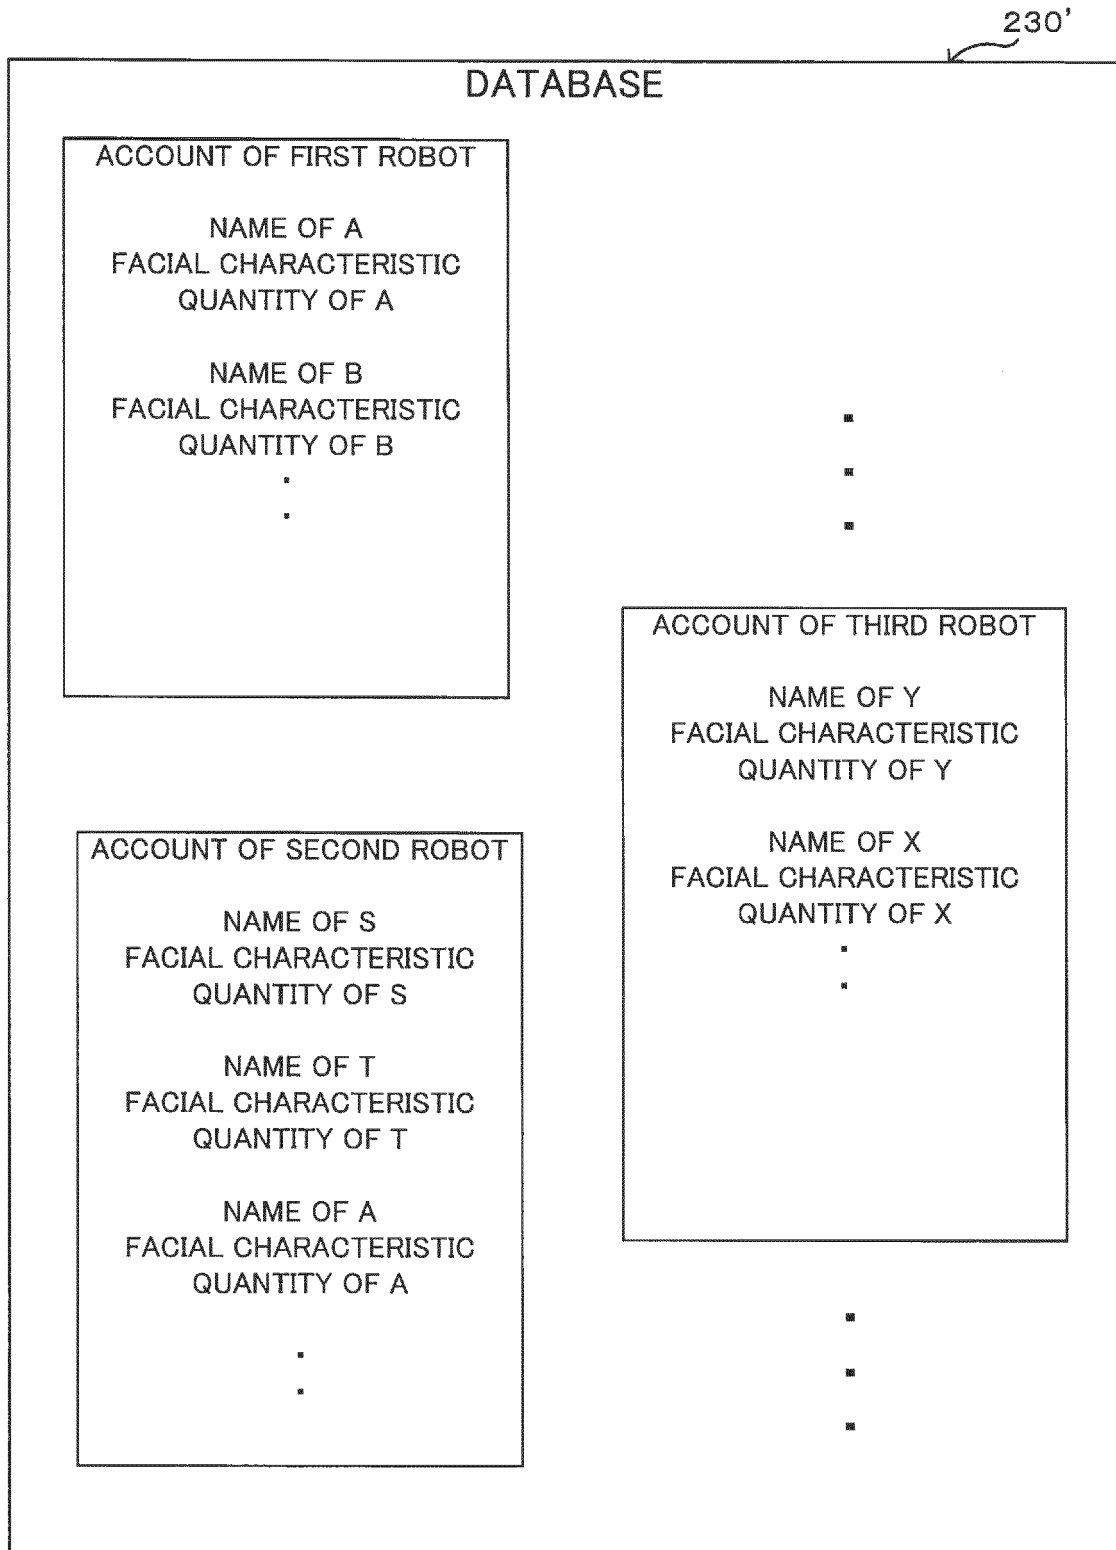 230'
DATABASE
ACCOUNT OF FIRST ROBOT
NAME OF A
FACIAL CHARACTERISTIC
QUANTITY OF A
NAME OF B
FACIAL CHARACTERISTIC
QUANTITY OF B
ACCOUNT OF SECOND ROBOT
NAME OF S
FACIAL CHARACTERISTIC
QUANTITY OF S
NAME OF T
FACIAL CHARACTERISTIC
QUANTITY OF T
NAME OF A
FACIAL CHARACTERISTIC
QUANTITY OF A
ACCOUNT OF THIRD ROBOT
NAME OF Y
FACIAL CHARACTERISTIC
QUANTITY OF Y
NAME OF X
FACIAL CHARACTERISTIC
QUANTITY OF X